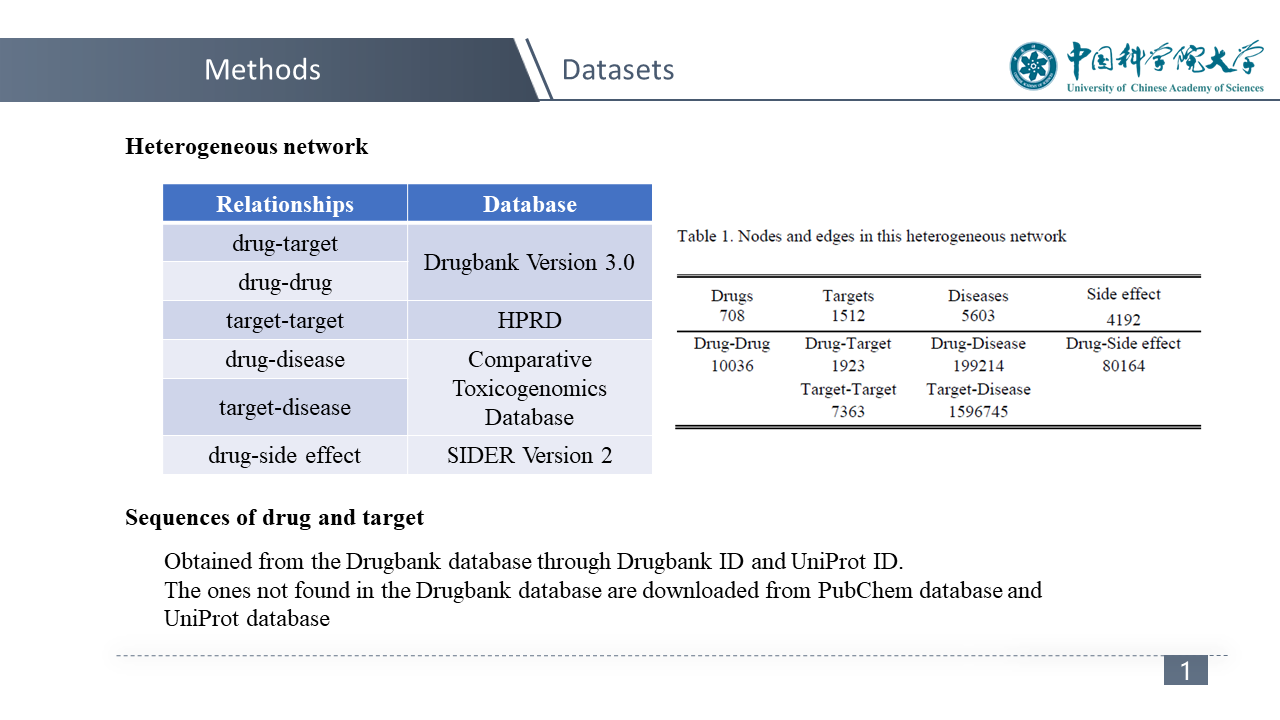 Methods
Datasets
中国科学院大学
University of Chinese Academy of Sciences
Heterogeneous network
Relationships Database
drug-target
Drugbank Version 3.0
drug-drug
target-target HPRD
drug-disease
Comparative
Toxicogenomics
Database
target-disease
drug-side effect SIDER Version 2
Table 1. Nodes and edges in this heterogeneous network
Drugs Targets Diseases Side effect
708 1512 5603 4192
Drug-Drug Drug-Target Drug-Disease Drug-Side effect
10036 1923 199214 80164
Target-Target Target-Disease
7363 1596745
Sequences of drug and target
Obtained from the Drugbank database through Drugbank ID and UniProt ID.
The ones not found in the Drugbank database are downloaded from PubChem database and
UniProt database
1